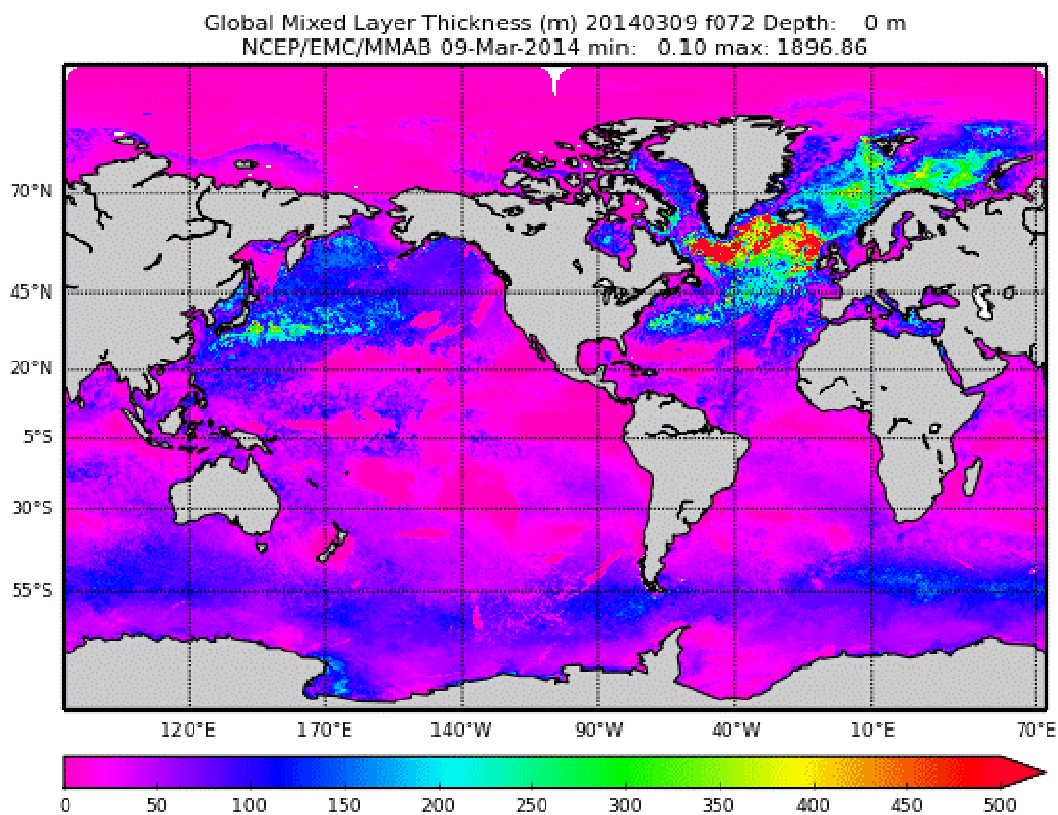 Global Mixed Layer Thickness (m) 20140309 f072 Depth: 0 m
NCEP/EMC/MMAB 09-Mar-2014 min: 0.10 max: 1896.86
70°N
45°N
20°N
5°S
30°S
55°S
120°E 170°E 140°W 90°W 40°W 10°E 70°E
0 50 100 150 200 250 300 350 400 450 500